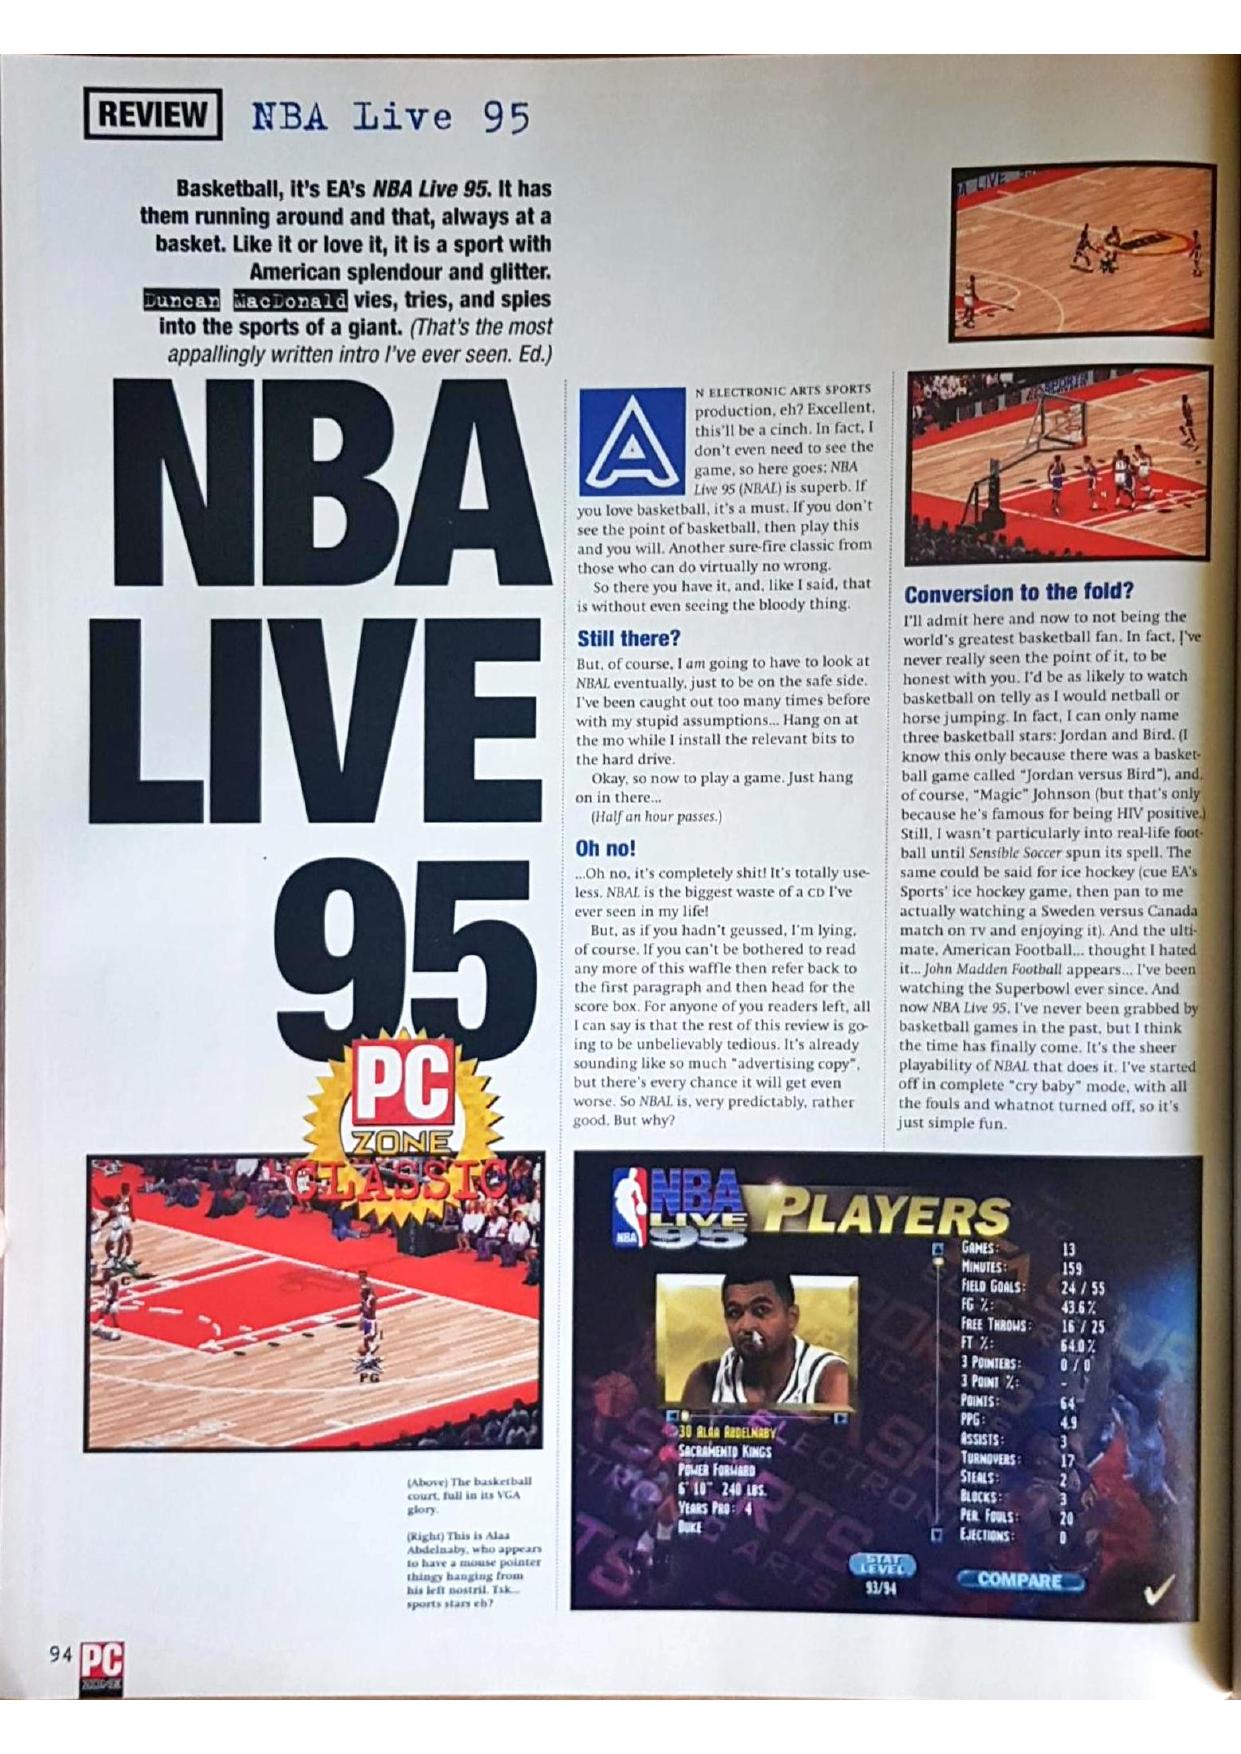 REVIEW NBA Live 95
Basketball, it's EA's NBA Live 95. It has
them running around and that, always at a
basket. Like it or love it, it is a sport with
American splendour and glitter.
Duncan MacDonald vies, tries, and spies
into the sports of a giant. (That's the most
appallingly written intro I've ever seen. Ed.)
NBA
LIVE
95
PC
ZONE
CLASSIC
AN ELECTRONIC ARTS SPORTS
production, eh? Excellent,
this'll be a cinch. In fact, I
don't even need to see the
game, so here goes: NBA
Live 95 (NBAL) is superb. If
you love basketball, it's a must. If you don't
see the point of basketball, then play this
and you will. Another sure-fire classic from
those who can do virtually no wrong.
So there you have it, and, like I said, that
is without even seeing the bloody thing.
Still there?
But, of course, I am going to have to look at
NBAL eventually, just to be on the safe side.
I've been caught out too many times before
with my stupid assumptions... Hang on at
the mo while I install the relevant bits to
the hard drive.
Okay, so now to play a game. Just hang
on in there...
(Half an hour passes.)
Oh no!
...Oh no, it's completely shit! It's totally use-
less. NBAL is the biggest waste of a CD I've
ever seen in my life!
But, as if you hadn't geussed, I'm lying,
of course. If you can't be bothered to read
any more of this waffle then refer back to
the first paragraph and then head for the
score box. For anyone of you readers left, all
I can say is that the rest of this review is go-
ing to be unbelievably tedious. It's already
sounding like so much "advertising copy",
but there's every chance it will get even
worse. So NBAL is, very predictably, rather
good. But why?
Conversion to the fold?
I'll admit here and now to not being the
world's greatest basketball fan. In fact, I've
never really seen the point of it, to be
honest with you. I'd be as likely to watch
basketball on telly as I would netball or
horse jumping. In fact, I can only name
three basketball stars: Jordan and Bird. (I
know this only because there was a basket-
ball game called "Jordan versus Bird"), and,
of course, "Magic" Johnson (but that's only
because he's famous for being HIV positive.)
Still, I wasn't particularly into real-life foot-
ball until Sensible Soccer spun its spell. The
same could be said for ice hockey (cue EA's
Sports' ice hockey game, then pan to me
actually watching a Sweden versus Canada
match on TV and enjoying it). And the ulti-
mate, American Football... thought I hated
it... John Madden Football appears... I've been
watching the Superbowl ever since. And
now NBA Live 95. I've never been grabbed by
basketball games in the past, but I think
the time has finally come. It's the sheer
playability of NBAL that does it. I've started
off in complete "cry baby" mode, with all
the fouls and whatnot turned off, so it's
just simple fun.
PG
(Above) The basketball
court, full in its VGA
glory.
(Right) This is Alaa
Abdelnaby, who appears
to have a mouse pointer
thingy hanging from
his left nostril. Tsk...
sports stars eh?
NBA
NBA
LIVE
95
PLAYERS
30 ALAA ABDELNABY
SACRAMENTO KINGS
POWER FORWARD
6' 10" 240 LBS.
YEARS PRO: 4
DUKE
GAMES: 13
MINUTES: 159
FIELD GOALS: 24 / 55
FG %: 43.6%
FREE THROWS: 16 / 25
FT %: 64.0%
3 POINTERS: 0 / 0
3 POINT %: -
POINTS: 64
PPG: 4.9
ASSISTS: 3
TURNOVERS: 17
STEALS: 2
BLOCKS: 3
PER. FOULS: 20
EJECTIONS: 0
STAT
LEVEL
93/94
COMPARE
94 PC
ZONE